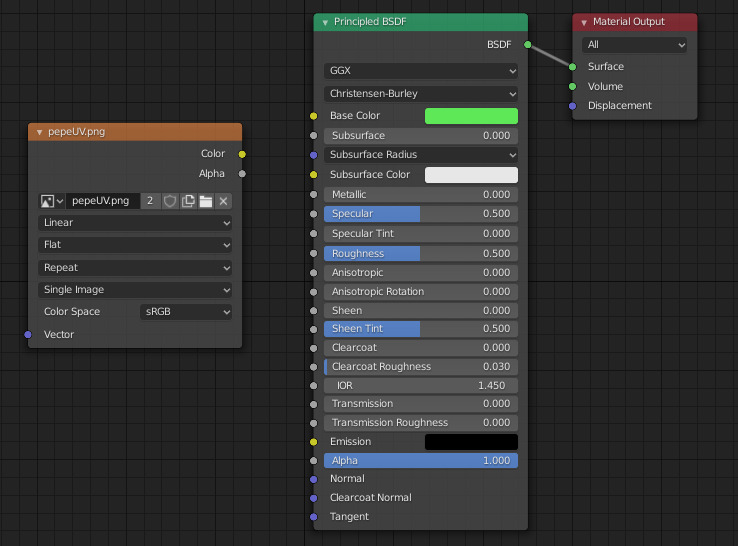 pepeUV.png
Color
Alpha
pepeUV.png 2
Linear
Flat
Repeat
Single Image
Color Space sRGB
Vector
Principled BSDF
BSDF
GGX
Christensen-Burley
Base Color
Subsurface 0.000
Subsurface Radius
Subsurface Color
Metallic 0.000
Specular 0.500
Specular Tint 0.000
Roughness 0.500
Anisotropic 0.000
Anisotropic Rotation 0.000
Sheen 0.000
Sheen Tint 0.500
Clearcoat 0.000
Clearcoat Roughness 0.030
IOR 1.450
Transmission 0.000
Transmission Roughness 0.000
Emission
Alpha 1.000
Normal
Clearcoat Normal
Tangent
Material Output
All
Surface
Volume
Displacement